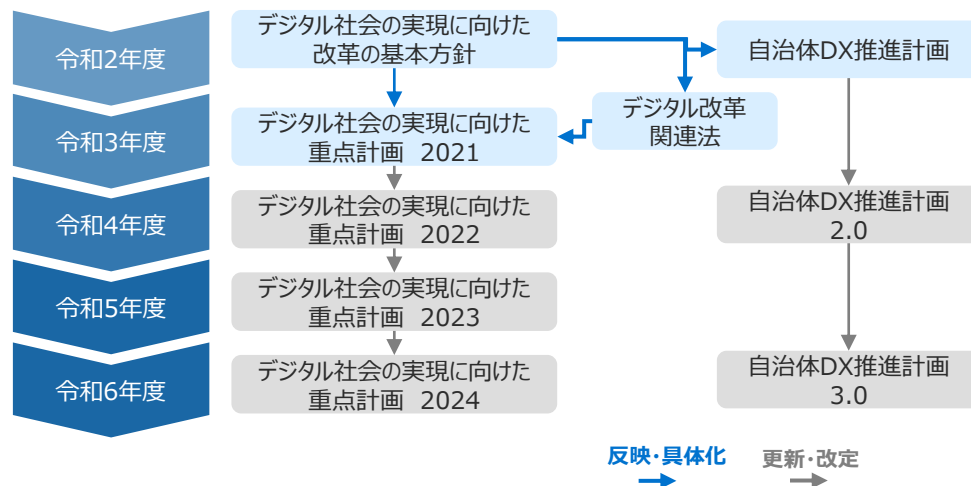 令和2年度
デジタル社会の実現に向けた
改革の基本方針
自治体DX推進計画
令和3年度
デジタル社会の実現に向けた
重点計画 2021
デジタル改革
関連法
令和4年度
デジタル社会の実現に向けた
重点計画 2022
自治体DX推進計画
2.0
令和5年度
デジタル社会の実現に向けた
重点計画 2023
令和6年度
デジタル社会の実現に向けた
重点計画 2024
自治体DX推進計画
3.0
反映・具体化
更新・改定